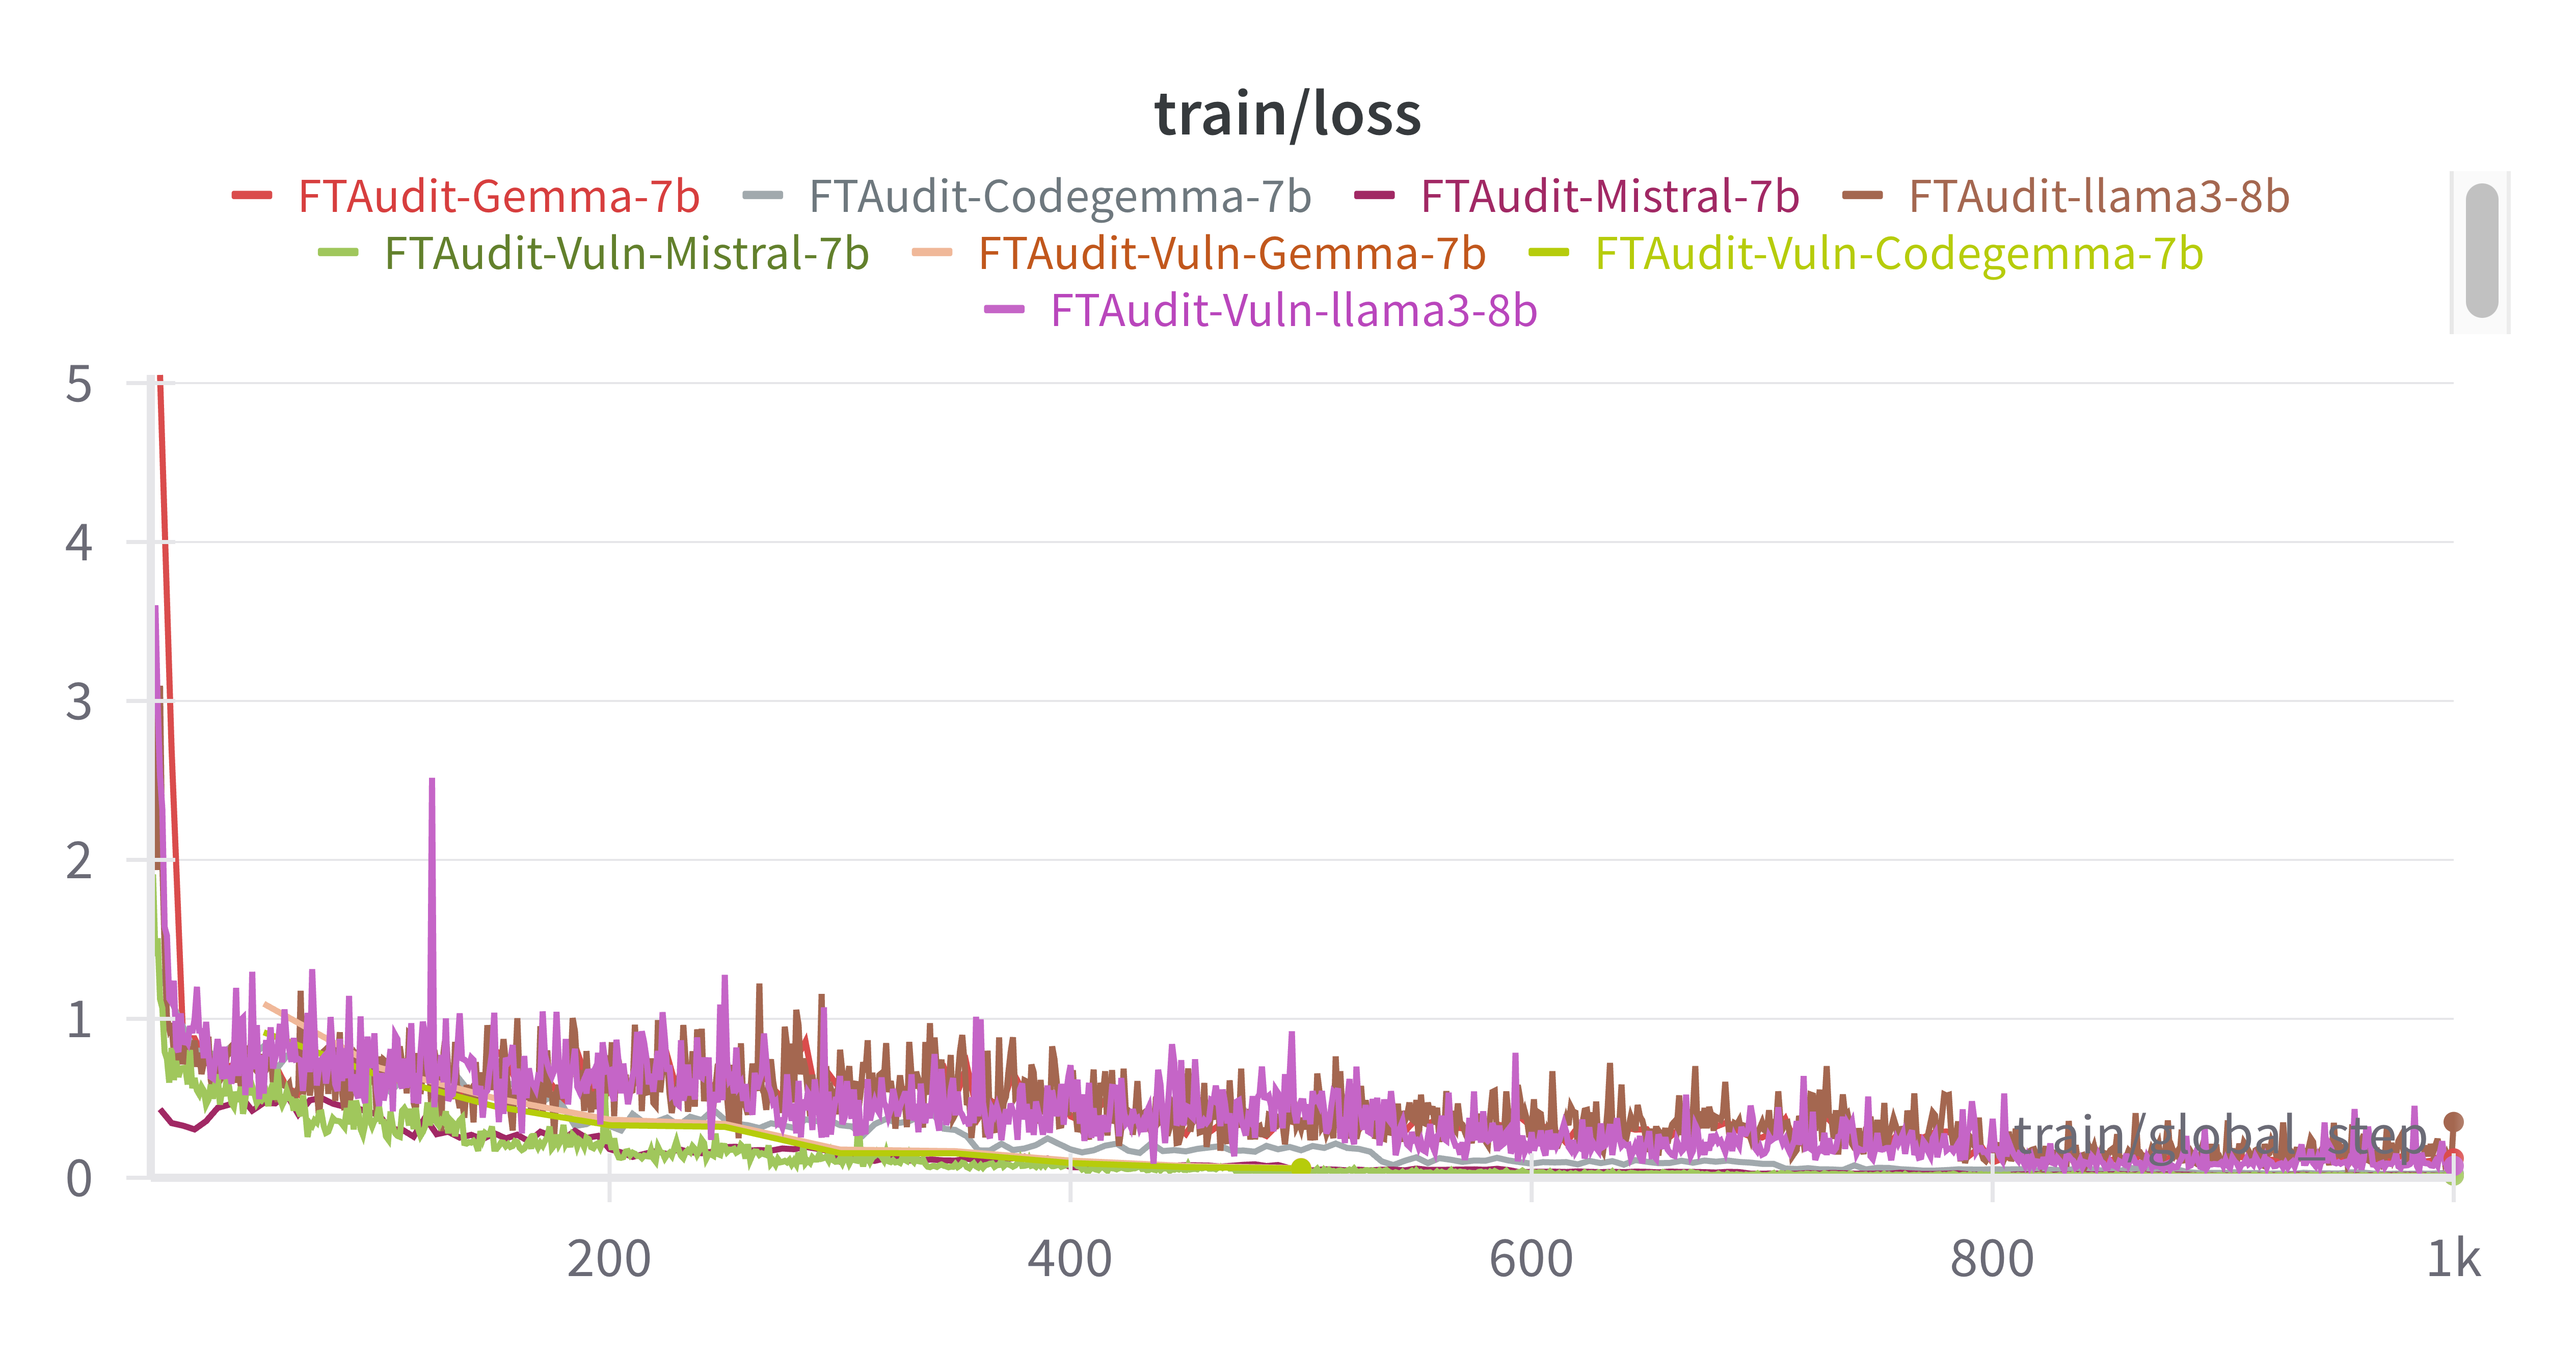 train/loss
FTAudit-Gemma-7b FTAudit-Codegemma-7b FTAudit-Mistral-7b FTAudit-llama3-8b
FTAudit-Vuln-Mistral-7b FTAudit-Vuln-Gemma-7b FTAudit-Vuln-Codegemma-7b
FTAudit-Vuln-llama3-8b
5
4
3
2
1
0
train/global_step
200 400 600 800 1k